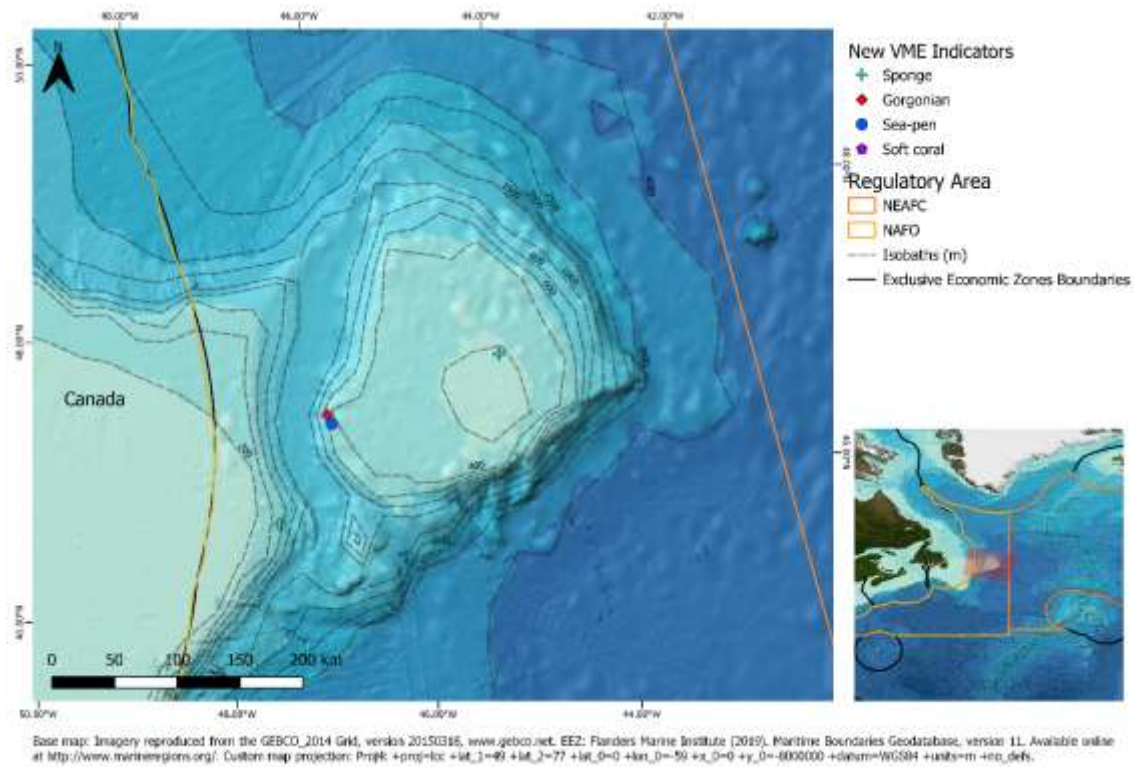 48.00°W 46.00°W 44.00°W 42.00°W
N
50.00°N
New VME Indicators
Sponge
Gorgonian
Sea-pen
Soft coral
Regulatory Area
NEAFC
NAFO
Isobaths (m)
Exclusive Economic Zones Boundaries
48.00°N
Canada
46.00°N
0 50 100 150 200 km
50.00°W 48.00°W 46.00°W 44.00°W
Base map: Imagery reproduced from the GEBCO_2014 Grid, version 20150318, www.gebco.net. EEZ: Flanders Marine Institute (2019). Maritime Boundaries Geodatabase, version 11. Available online
at http://www.marineregions.org/. Custom map projection: Proj4: +proj=lcc +lat_1=49 +lat_2=77 +lat_0=0 +lon_0=-59 +x_0=0 +y_0=-8000000 +datum=WGS84 +units=m +no_defs.